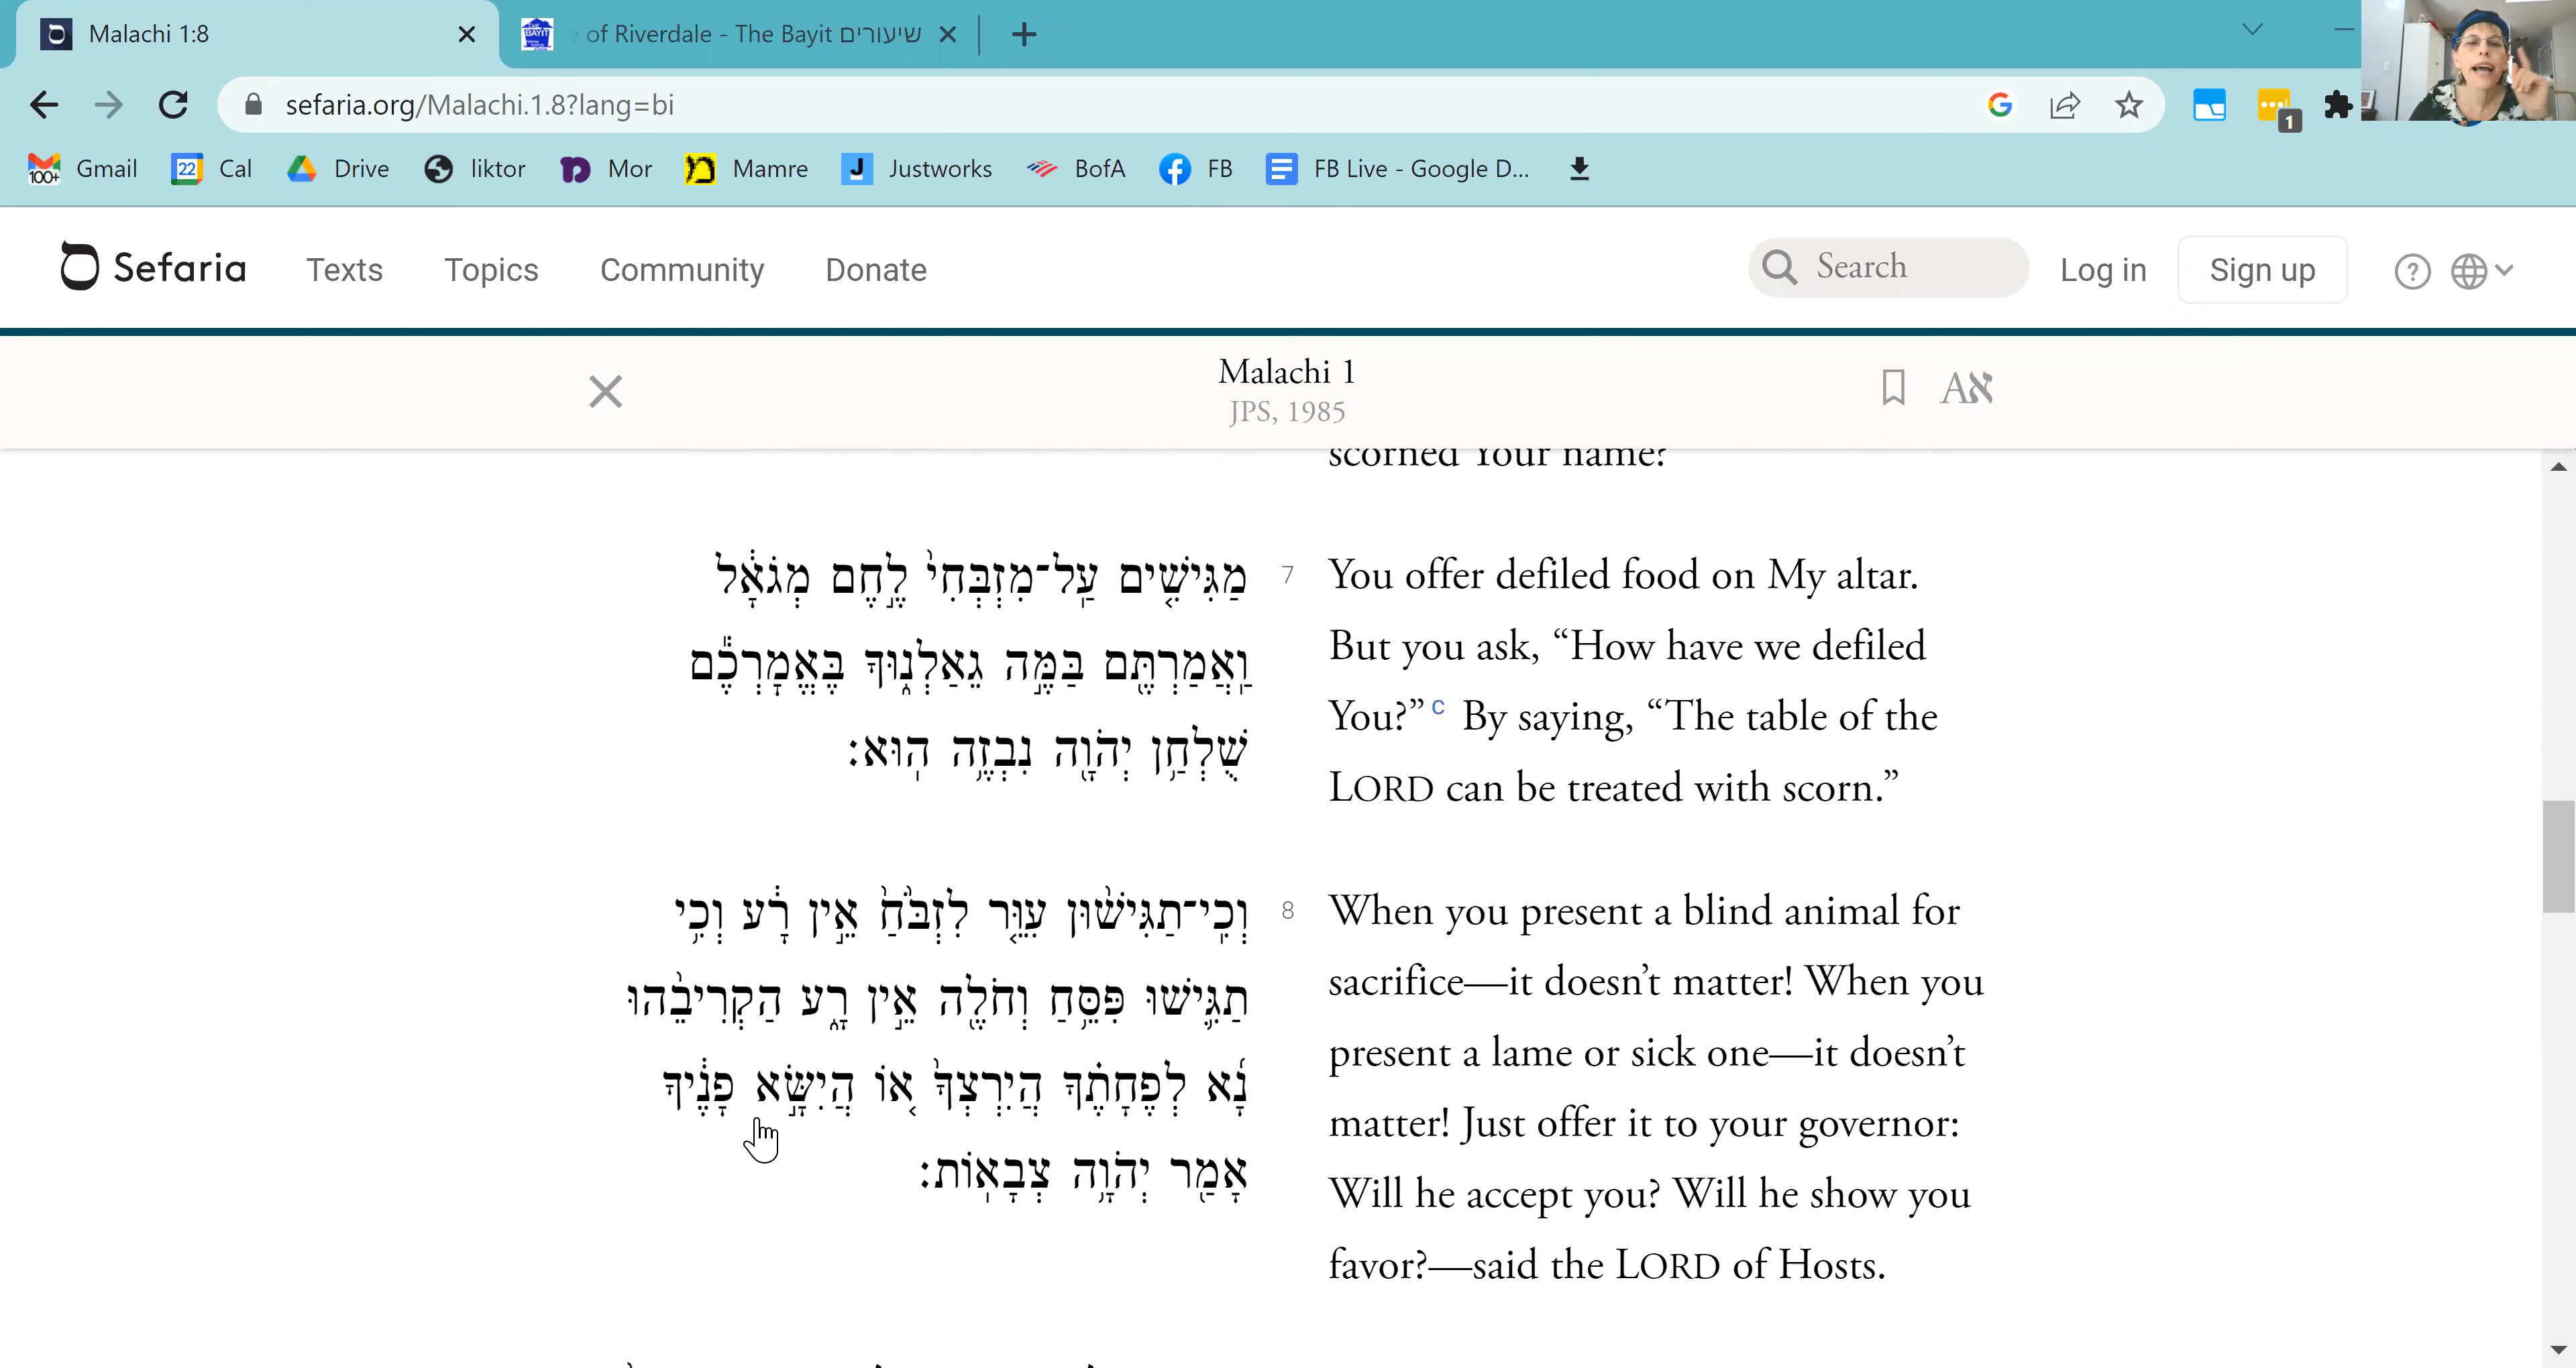 Malachi 1:8
of Riverdale - The Bayit שיעורים
sefaria.org/Malachi.1.8?lang=bi
1
100+ Gmail 22 Cal Drive liktor Mor Mamre J Justworks BofA FB FB Live - Google D...
Sefaria Texts Topics Community Donate Search Log in Sign up
Malachi 1
JPS, 1985
scorned Your name?
מַגִּישִׁ֤ים עַֽל־מִזְבְּחִי֙ לֶ֣חֶם מְגֹאָ֔ל
וַאֲמַרְתֶּ֖ם בַּמֶּ֣ה גֵֽאַלְנ֑וּךָ בֶּאֱמׇרְכֶ֕ם
שֻׁלְחַ֥ן יְהֹוָ֖ה נִבְזֶ֥ה הֽוּא׃
7
You offer defiled food on My altar.
But you ask, “How have we defiled
You?” c By saying, “The table of the
LORD can be treated with scorn.”
וְכִֽי־תַגִּשׁ֨וּן עִוֵּ֤ר לִזְבֹּ֙חַ֙ אֵ֣ין רָ֔ע וְכִ֥י
תַגִּ֛ישׁוּ פִּסֵּ֥חַ וְחֹלֶ֖ה אֵ֣ין רָ֑ע הַקְרִיבֵ֨הוּ
נָ֜א לְפֶחָתֶ֗ךָ הֲיִרְצְךָ֙ א֚וֹ הֲיִשָּׂ֣א פָנֶ֔יךָ
אָמַ֖ר יְהֹוָ֥ה צְבָאֽוֹת׃
8
When you present a blind animal for
sacrifice—it doesn’t matter! When you
present a lame or sick one—it doesn’t
matter! Just offer it to your governor:
Will he accept you? Will he show you
favor?—said the LORD of Hosts.